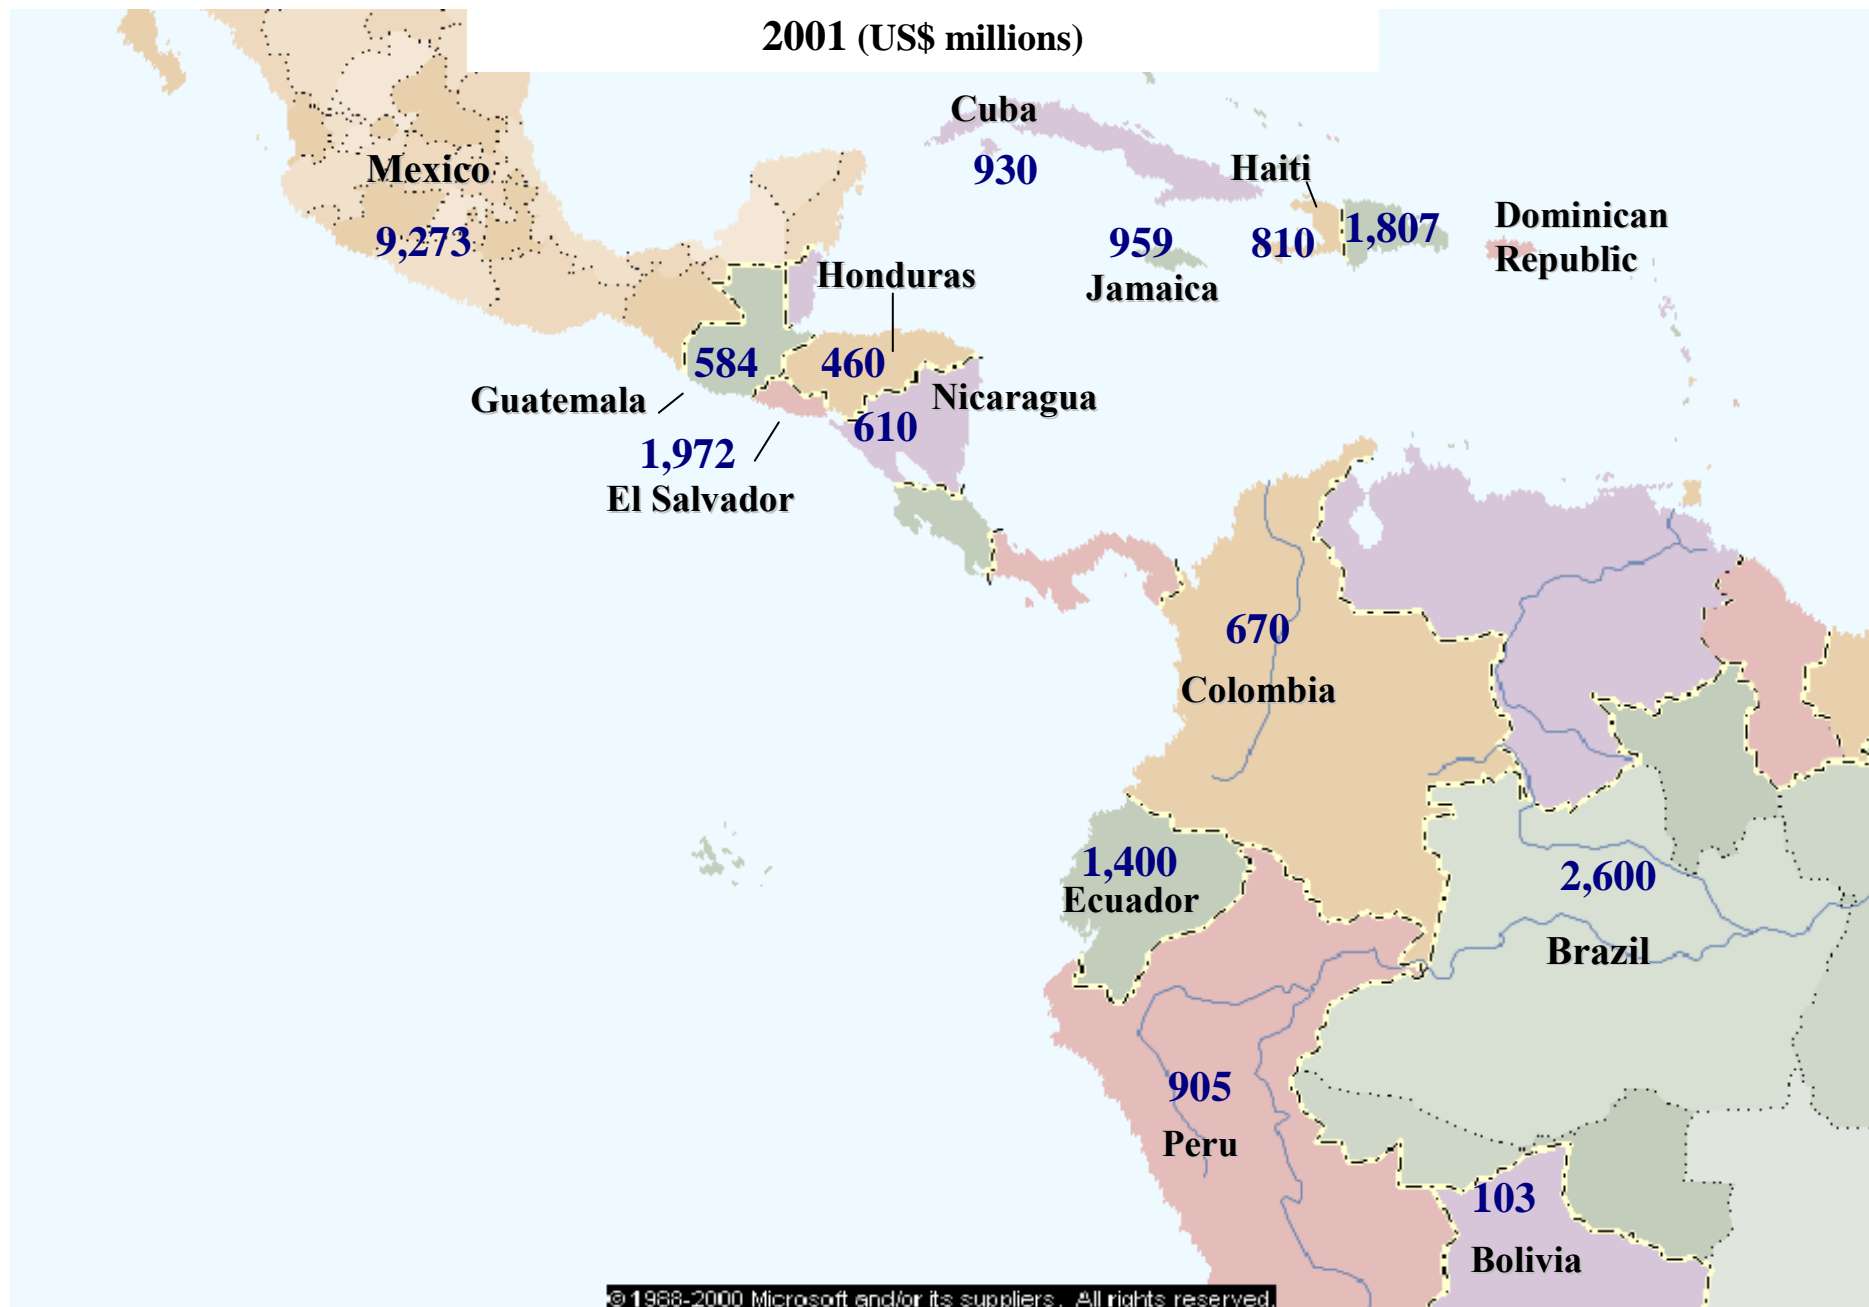 2001 (US$ millions)
Cuba
930
Mexico
9,273
Haiti
810
1,807
Dominican
Republic
959
Jamaica
Honduras
460
584
Guatemala
Nicaragua
610
1,972
El Salvador
670
Colombia
1,400
Ecuador
2,600
Brazil
905
Peru
103
Bolivia
© 1988-2000 Microsoft and/or its suppliers. All rights reserved.